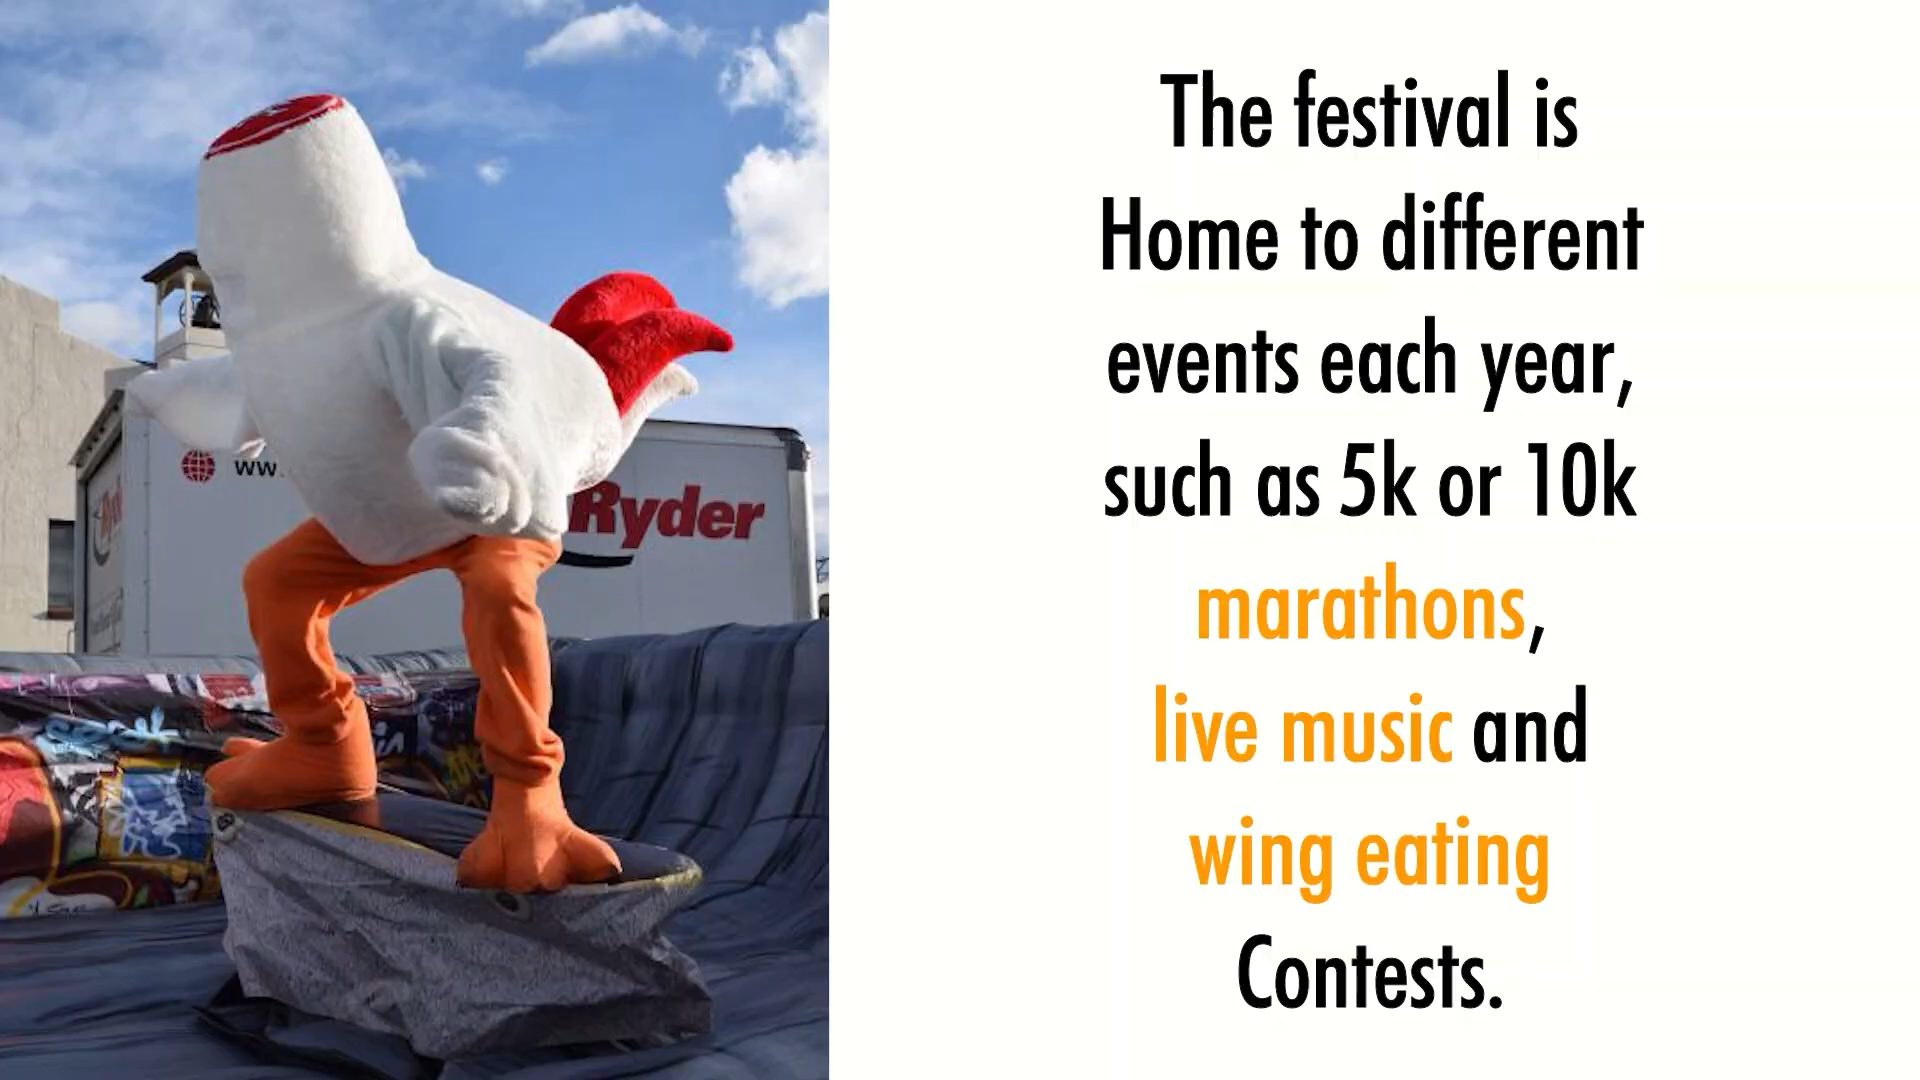 The festival is
Home to different
events each year,
such as 5k or 10k
marathons,
live music and
wing eating
Contests.
ww.
Ryder